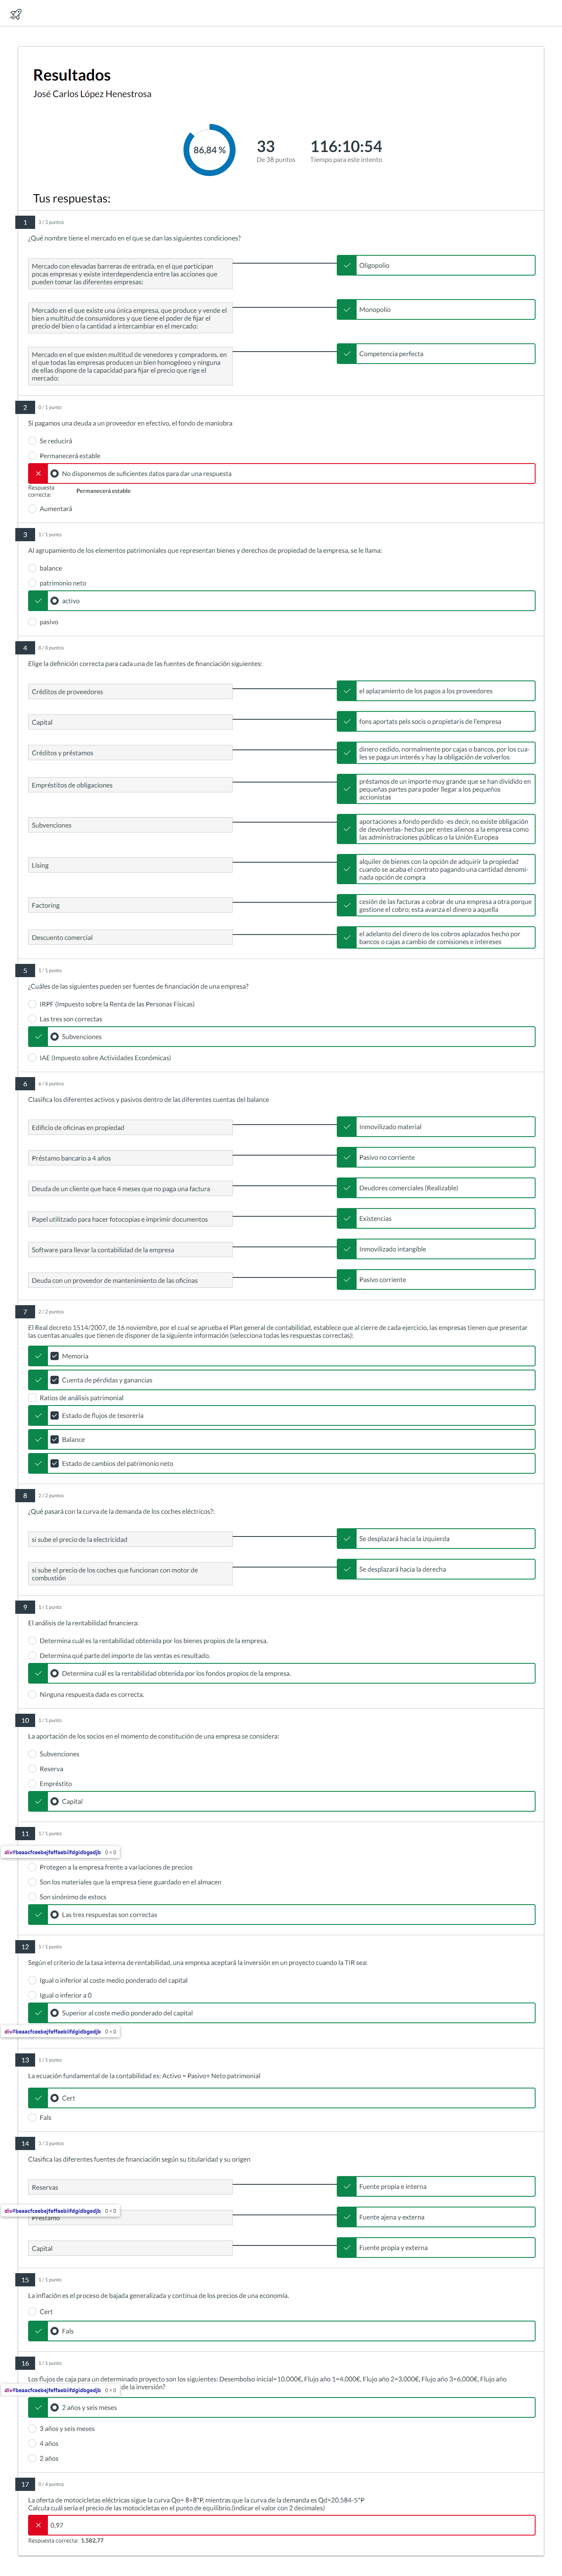 Resultados
José Carlos López Henestrosa
86,84 %
33
De 38 puntos
116:10:54
Tiempo para este intento
Tus respuestas:
1
3 / 3 puntos
¿Qué nombre tiene el mercado en el que se dan las siguientes condiciones?
Mercado con elevadas barreras de entrada, en el que participan
pocas empresas y existe interdependencia entre las acciones que
pueden tomar las diferentes empresas:
Oligopolio
Mercado en el que existe una única empresa, que produce y vende el
bien a multitud de consumidores y que tiene el poder de fijar el
precio del bien o la cantidad a intercambiar en el mercado:
Monopolio
Mercado en el que existen multitud de venedores y compradores, en
el que todas las empresas producen un bien homogéneo y ninguna
de ellas dispone de la capacidad para fijar el precio que rige el
mercado:
Competencia perfecta
2
0 / 1 punto
Si pagamos una deuda a un proveedor en efectivo, el fondo de maniobra
Se reducirá
Permanecerá estable
No disponemos de suficientes datos para dar una respuesta
Respuesta
correcta:
Permanecerá estable
Aumentará
3
1 / 1 punto
Al agrupamiento de los elementos patrimoniales que representan bienes y derechos de propiedad de la empresa, se le llama:
balance
patrimonio neto
activo
pasivo
4
8 / 8 puntos
Elige la definición correcta para cada una de las fuentes de financiación siguientes:
Créditos de proveedores
el aplazamiento de los pagos a los proveedores
Capital
fons aportats pels socis o propietaris de l'empresa
Créditos y préstamos
dinero cedido, normalmente por cajas o bancos, por los cua-
les se paga un interés y hay la obligación de volverlos
Empréstitos de obligaciones
préstamos de un importe muy grande que se han dividido en
pequeñas partes para poder llegar a los pequeños
accionistas
Subvenciones
aportaciones a fondo perdido -es decir, no existe obligación
de devolverlas- hechas per entes alienos a la empresa como
las administraciones públicas o la Unión Europea
Lising
alquiler de bienes con la opción de adquirir la propiedad
cuando se acaba el contrato pagando una cantidad denomi-
nada opción de compra
Factoring
cesión de las facturas a cobrar de una empresa a otra porque
gestione el cobro; esta avanza el dinero a aquella
Descuento comercial
el adelanto del dinero de los cobros aplazados hecho por
bancos o cajas a cambio de comisiones e intereses
5
1 / 1 punto
¿Cuáles de las siguientes pueden ser fuentes de financiación de una empresa?
IRPF (Impuesto sobre la Renta de las Personas Físicas)
Las tres son correctas
Subvenciones
IAE (Impuesto sobre Actividades Económicas)
6
6 / 6 puntos
Clasifica los diferentes activos y pasivos dentro de las diferentes cuentas del balance
Edificio de oficinas en propiedad
Inmovilizado material
Préstamo bancario a 4 años
Pasivo no corriente
Deuda de un cliente que hace 4 meses que no paga una factura
Deudores comerciales (Realizable)
Papel utilitzado para hacer fotocopias e imprimir documentos
Existencias
Software para llevar la contabilidad de la empresa
Inmovilizado intangible
Deuda con un proveedor de mantenimiento de las oficinas
Pasivo corriente
7
2 / 2 puntos
El Real decreto 1514/2007, de 16 noviembre, por el cual se aprueba el Plan general de contabilidad, establece que al cierre de cada ejercicio, las empresas tienen que presentar
las cuentas anuales que tienen de disponer de la siguiente información (selecciona todas les respuestas correctas):
Memoria
Cuenta de pérdidas y ganancias
Ratios de análisis patrimonial
Estado de flujos de tesorería
Balance
Estado de cambios del patrimonio neto
8
2 / 2 puntos
¿Qué pasará con la curva de la demanda de los coches eléctricos?:
si sube el precio de la electricidad
Se desplazará hacia la izquierda
si sube el precio de los coches que funcionan con motor de
combustión
Se desplazará hacia la derecha
9
1 / 1 punto
El análisis de la rentabilidad financiera:
Determina cuál es la rentabilidad obtenida por los bienes propios de la empresa.
Determina qué parte del importe de las ventas es resultado.
Determina cuál es la rentabilidad obtenida por los fondos propios de la empresa.
Ninguna respuesta dada es correcta.
10
1 / 1 punto
La aportación de los socios en el momento de constitución de una empresa se considera:
Subvenciones
Reserva
Empréstito
Capital
11
1 / 1 punto
div#beaacfceebejfeffaebiifdgidbgedjb 0 × 0
Protegen a la empresa frente a variaciones de precios
Son los materiales que la empresa tiene guardado en el almacen
Son sinónimo de estocs
Las tres respuestas son correctas
12
1 / 1 punto
Según el criterio de la tasa interna de rentabilidad, una empresa aceptará la inversión en un proyecto cuando la TIR sea:
Igual o inferior al coste medio ponderado del capital
Igual o inferior a 0
Superior al coste medio ponderado del capital
div#beaacfceebejfeffaebiifdgidbgedjb 0 × 0
13
1 / 1 punto
La ecuación fundamental de la contabilidad es: Activo = Pasivo+ Neto patrimonial
Cert
Fals
14
3 / 3 puntos
Clasifica las diferentes fuentes de financiación según su titularidad y su origen
Reservas
Fuente propia e interna
div#beaacfceebejfeffaebiifdgidbgedjb 0 × 0
Préstamo
Fuente ajena y externa
Capital
Fuente propia y externa
15
1 / 1 punto
La inflación es el proceso de bajada generalizada y continua de los precios de una economía.
Cert
Fals
16
1 / 1 punto
Los flujos de caja para un determinado proyecto son los siguientes: Desembolso inicial=10.000€, Flujo año 1=4.000€, Flujo año 2=3.000€, Flujo año 3=6.000€, Flujo año
div#beaacfceebejfeffaebiifdgidbgedjb 0 × 0
de la inversión?
2 años y seis meses
3 años y seis meses
4 años
2 años
17
0 / 4 puntos
La oferta de motocicletas eléctricas sigue la curva Qo= 8+8*P, mientras que la curva de la demanda es Qd=20.584-5*P
Calcula cuál sería el precio de las motocicletas en el punto de equilibrio.(indicar el valor con 2 decimales)
0,97
Respuesta correcta: 1.582,77